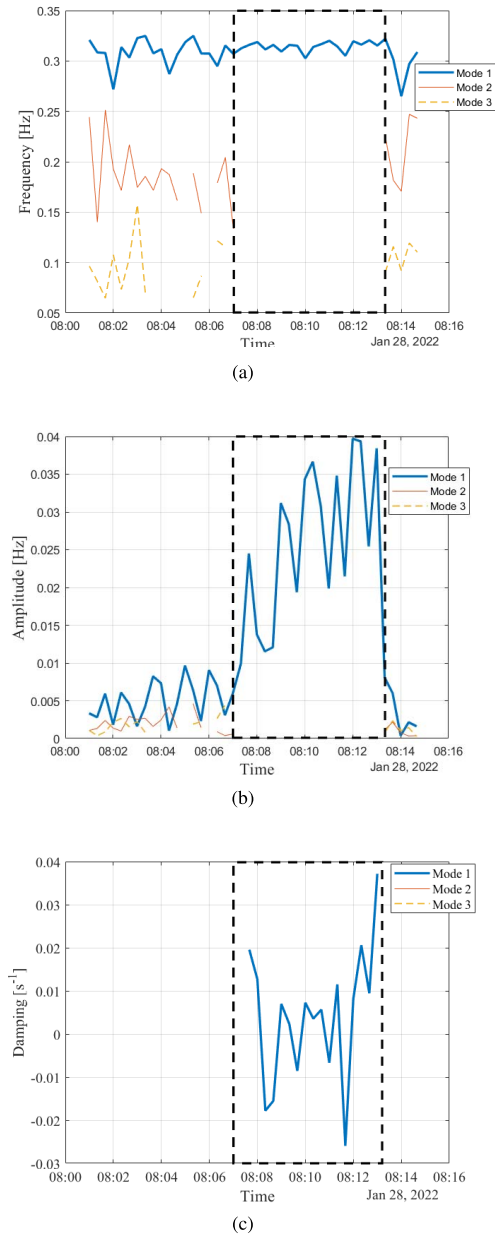 0.35
0.3
0.25
0.2
0.15
0.1
0.05
Frequency [Hz]
Mode 1
Mode 2
Mode 3
08:00 08:02 08:04 08:06 08:08 08:10 08:12 08:14 08:16
Time
Jan 28, 2022
(a)
0.04
0.035
0.03
0.025
0.02
0.015
0.01
0.005
0
Amplitude [Hz]
Mode 1
Mode 2
Mode 3
08:00 08:02 08:04 08:06 08:08 08:10 08:12 08:14 08:16
Time
Jan 28, 2022
(b)
0.04
0.03
0.02
0.01
0
-0.01
-0.02
-0.03
Damping [s⁻¹]
Mode 1
Mode 2
Mode 3
08:00 08:02 08:04 08:06 08:08 08:10 08:12 08:14 08:16
Time
Jan 28, 2022
(c)